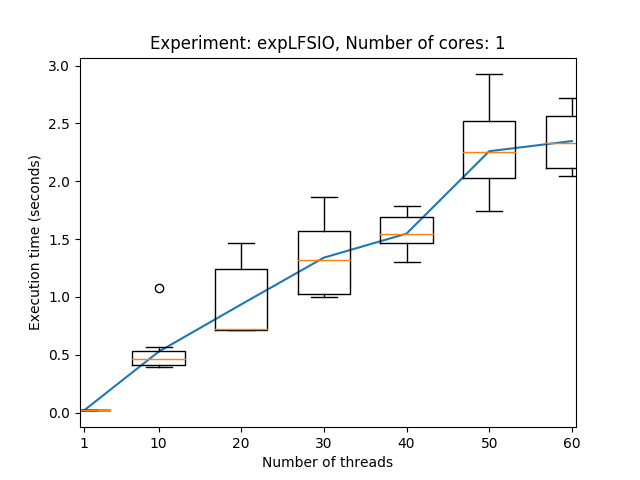 Experiment: expLFSIO, Number of cores: 1
Execution time (seconds)
3.0
2.5
2.0
1.5
1.0
0.5
0.0
1 10 20 30 40 50 60
Number of threads